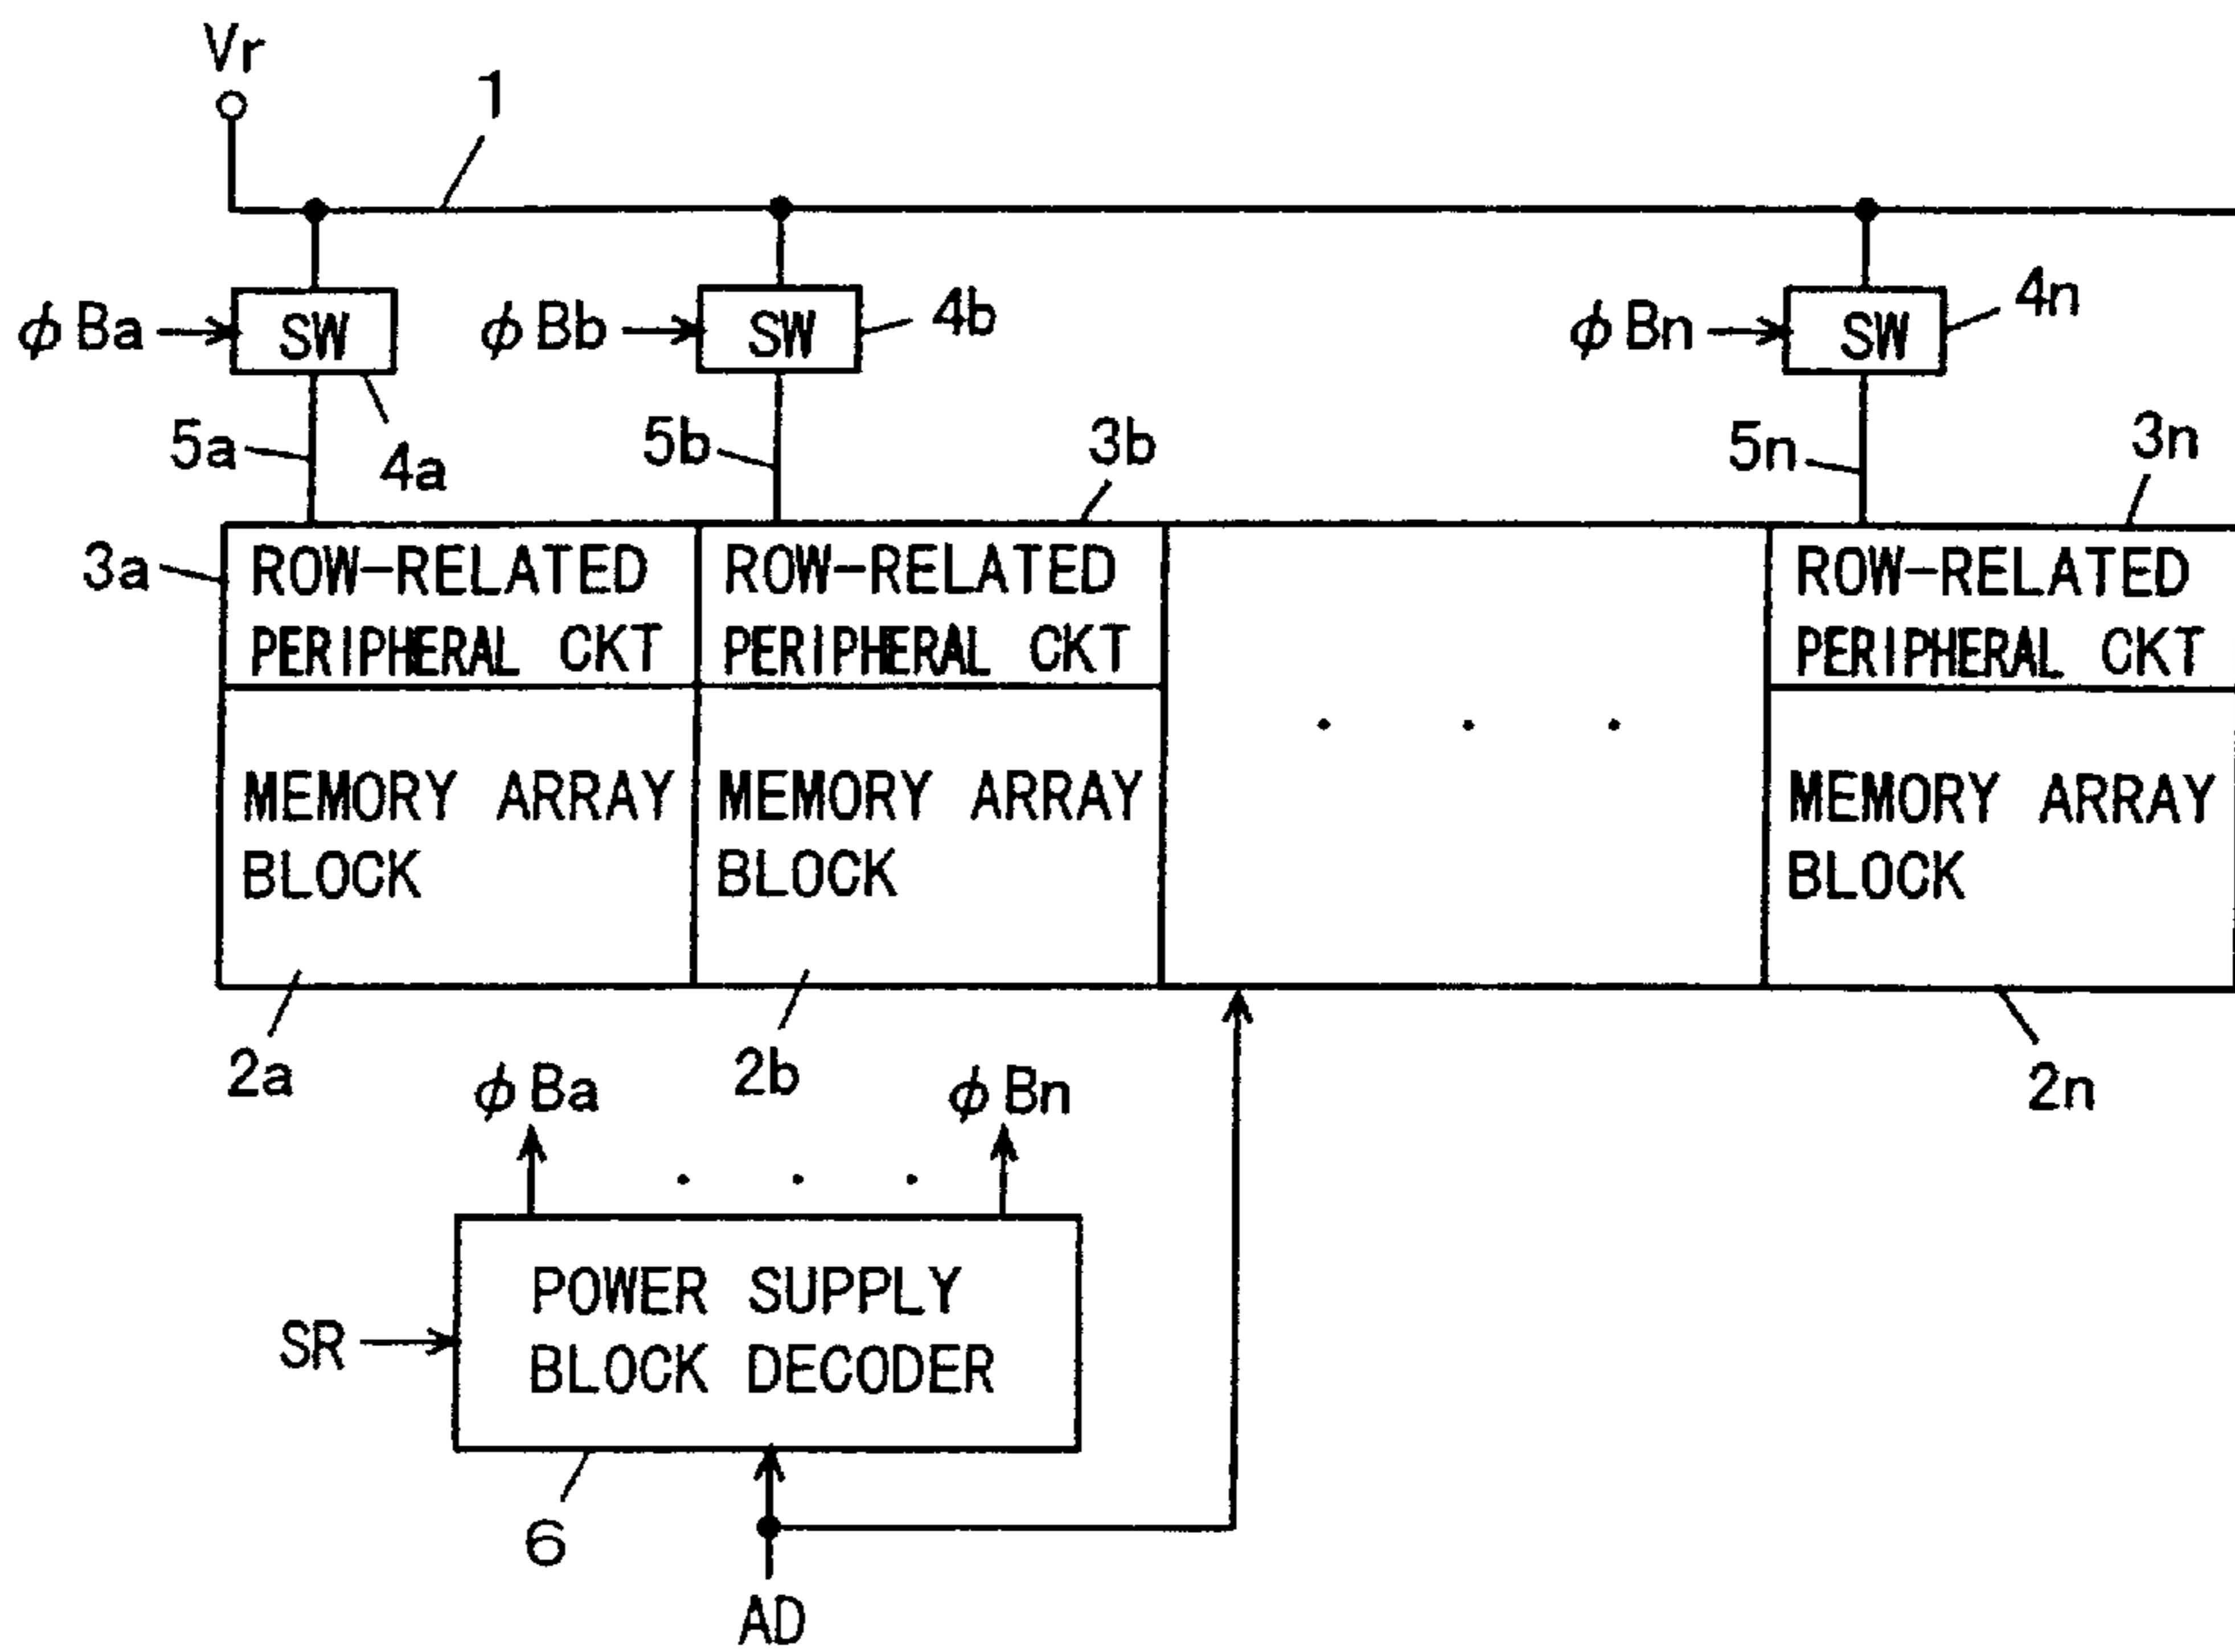 Vr
1
φBa
SW
φBb
SW
4b
φBn
SW
4n
5a
4a
5b
3b
5n
3n
3a
ROW-RELATED
PERIPHERAL CKT
ROW-RELATED
PERIPHERAL CKT
ROW-RELATED
PERIPHERAL CKT
. . .
MEMORY ARRAY
BLOCK
MEMORY ARRAY
BLOCK
MEMORY ARRAY
BLOCK
2a
2b
2n
φBa
. . .
φBn
SR
POWER SUPPLY
BLOCK DECODER
6
AD